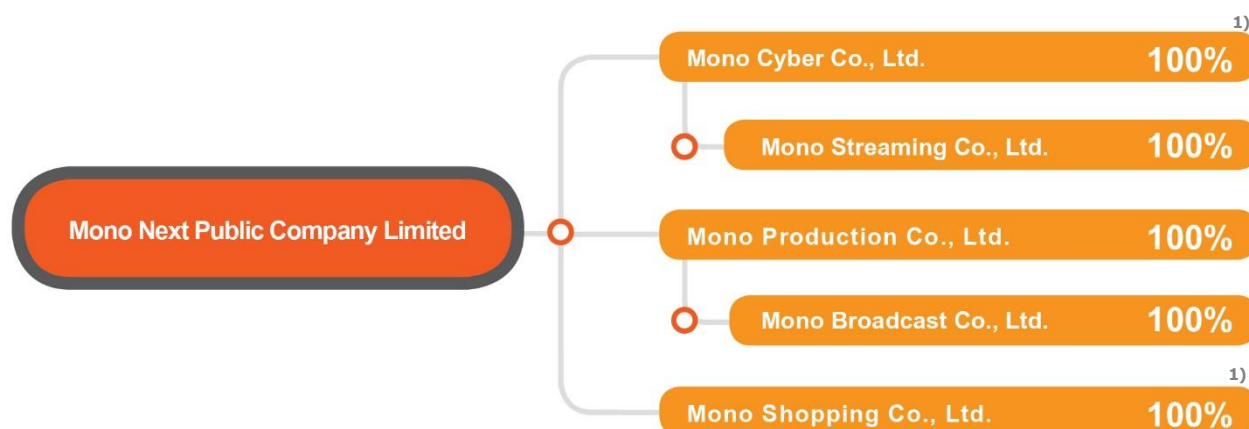 1)
Mono Cyber Co., Ltd. 100%
Mono Streaming Co., Ltd. 100%
Mono Next Public Company Limited
Mono Production Co., Ltd. 100%
Mono Broadcast Co., Ltd. 100%
1)
Mono Shopping Co., Ltd. 100%